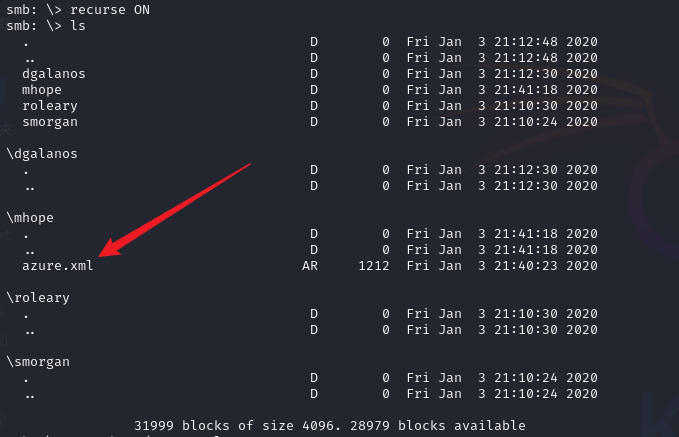 smb: \> recurse ON
smb: \> ls
. D 0 Fri Jan 3 21:12:48 2020
.. D 0 Fri Jan 3 21:12:48 2020
dgalanos D 0 Fri Jan 3 21:12:30 2020
mhope D 0 Fri Jan 3 21:41:18 2020
roleary D 0 Fri Jan 3 21:10:30 2020
smorgan D 0 Fri Jan 3 21:10:24 2020
\dgalanos
. D 0 Fri Jan 3 21:12:30 2020
.. D 0 Fri Jan 3 21:12:30 2020
\mhope
. D 0 Fri Jan 3 21:41:18 2020
.. D 0 Fri Jan 3 21:41:18 2020
azure.xml AR 1212 Fri Jan 3 21:40:23 2020
\roleary
. D 0 Fri Jan 3 21:10:30 2020
.. D 0 Fri Jan 3 21:10:30 2020
\smorgan
. D 0 Fri Jan 3 21:10:24 2020
.. D 0 Fri Jan 3 21:10:24 2020
31999 blocks of size 4096. 28979 blocks available